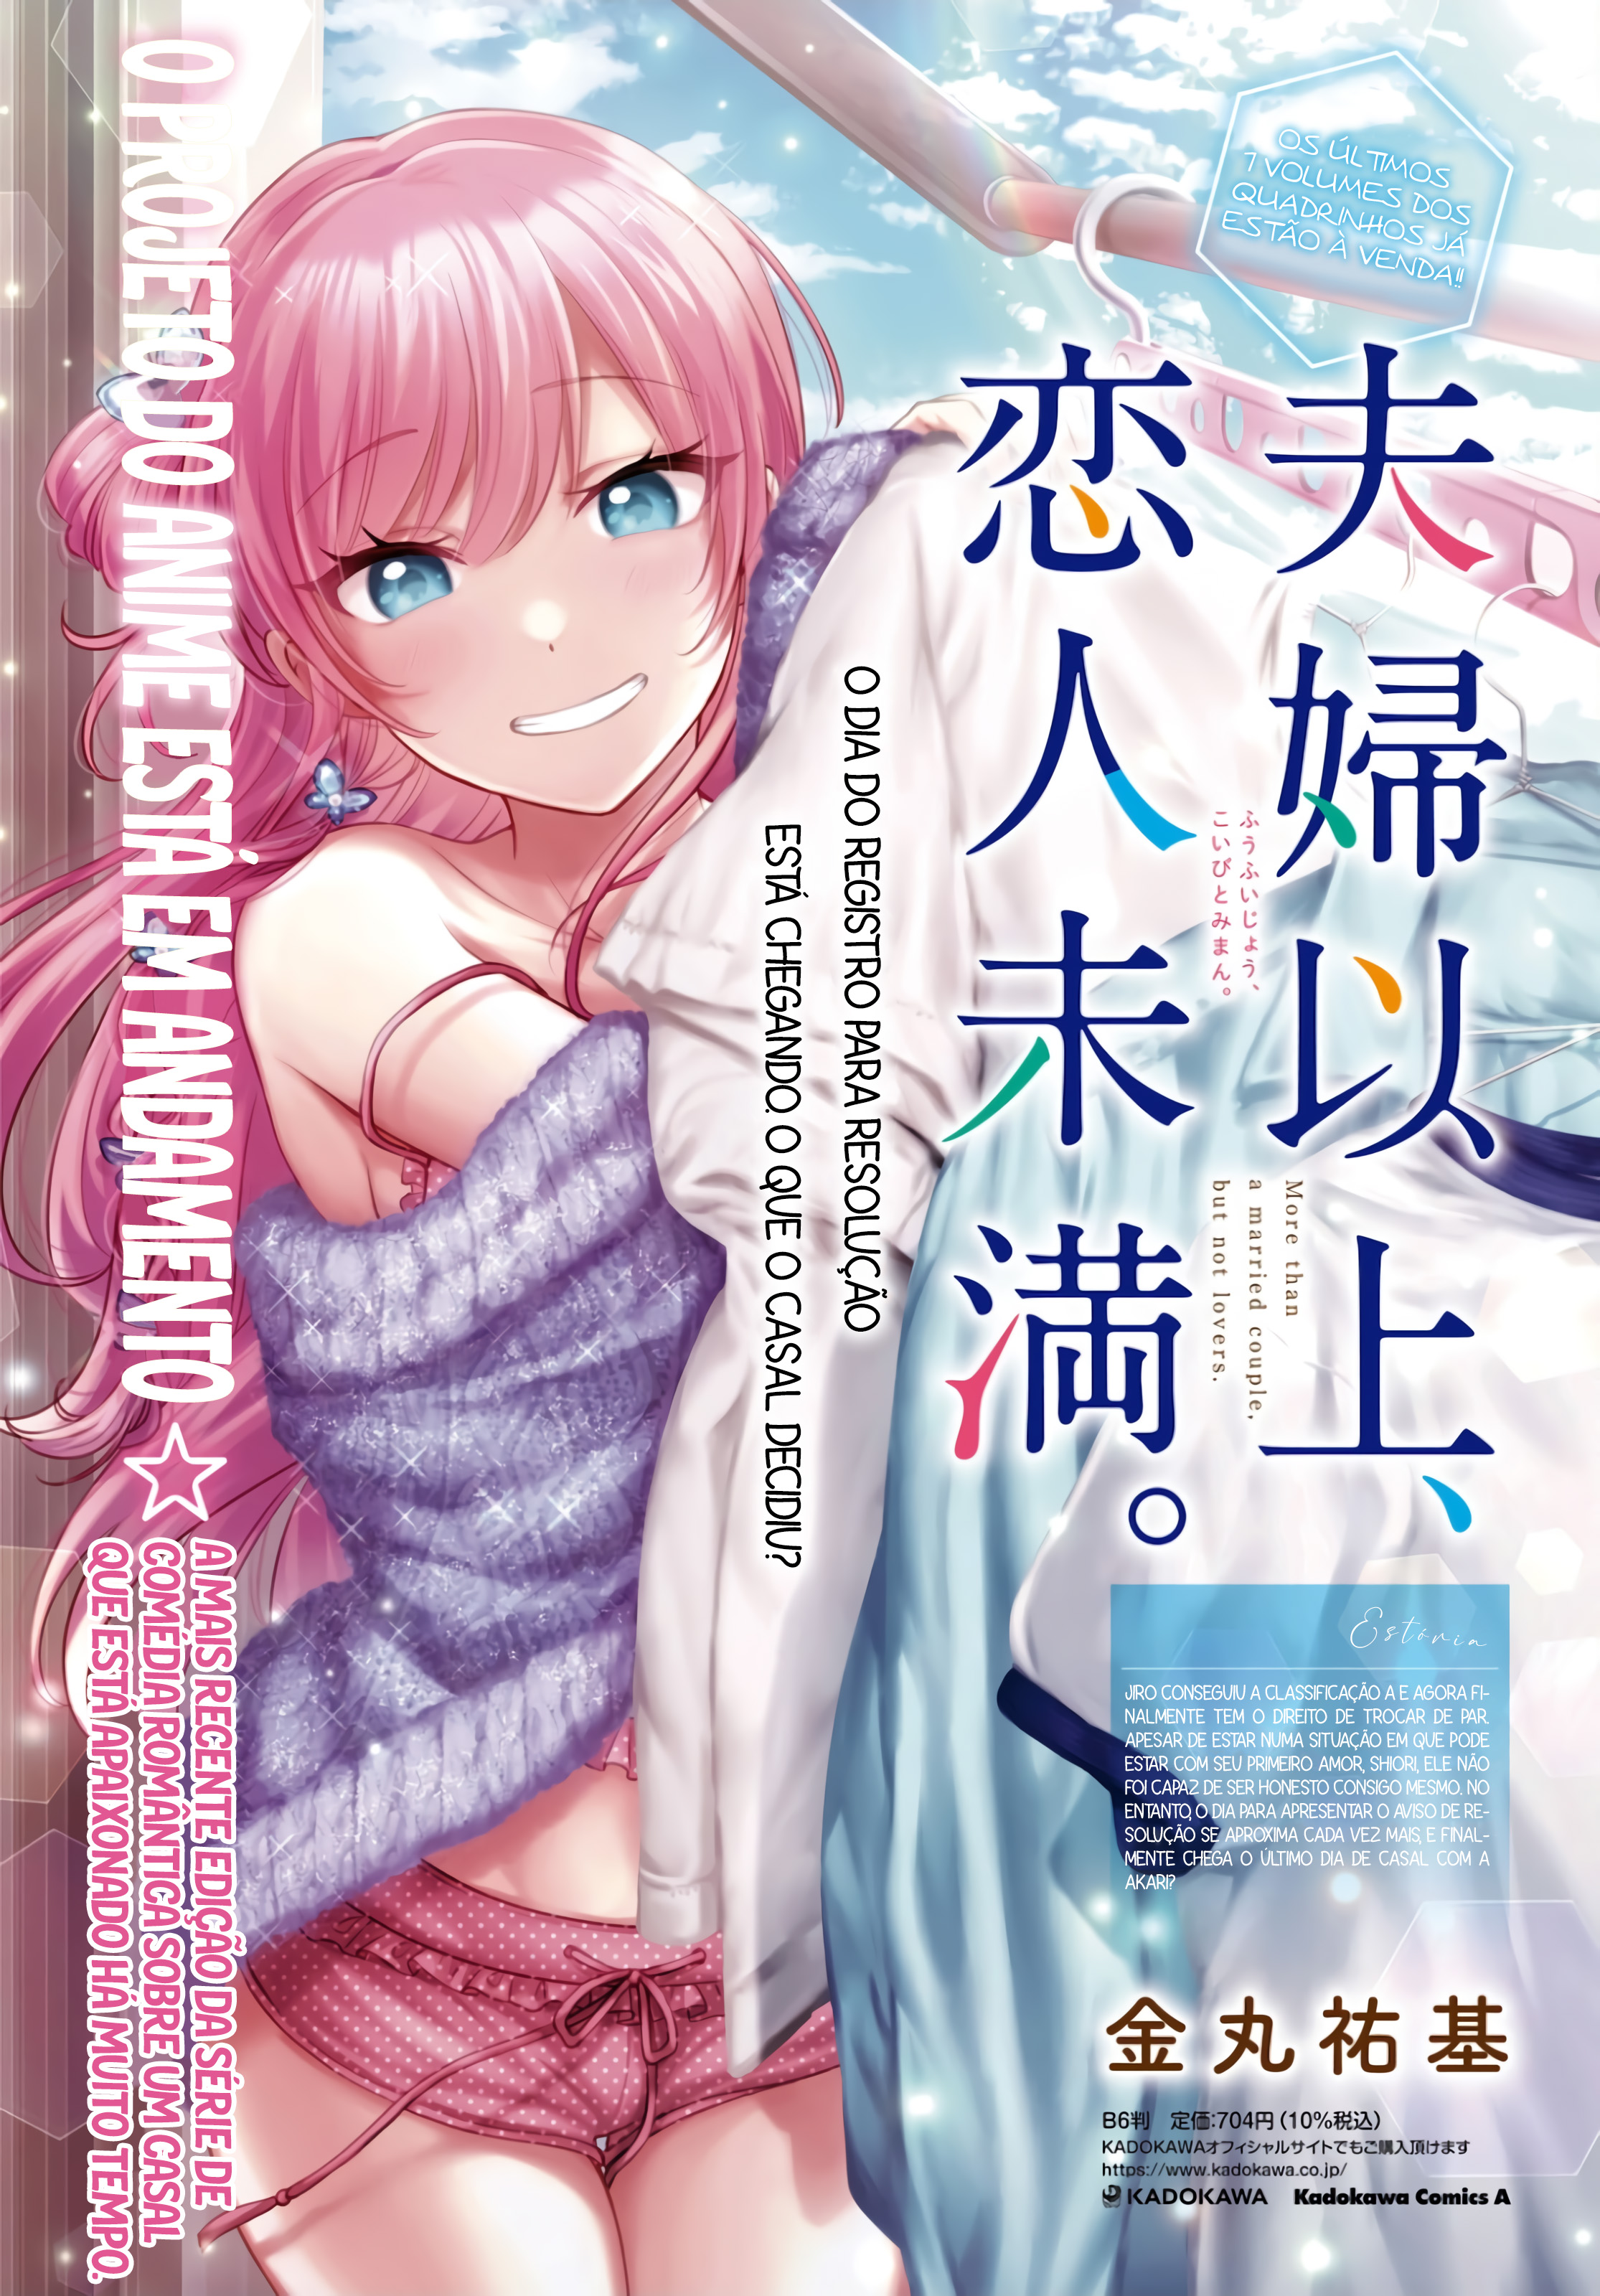 OS ÚLTIMOS
7 VOLUMES DOS
QUADRINHOS JÁ
ESTÃO À VENDA!!
夫婦以上、
恋人未満。
ふうふいじょう、
こいびとみまん。
More than
a married couple,
but not lovers.
O DIA DO REGISTRO PARA RESOLUÇÃO
ESTÁ CHEGANDO. O QUE O CASAL DECIDIU?
O PROJETO DO ANIME ESTÁ EM ANDAMENTO ☆
A MAIS RECENTE EDIÇÃO DA SÉRIE DE
COMÉDIA ROMÂNTICA SOBRE UM CASAL
QUE ESTÁ APAIXONADO HÁ MUITO TEMPO.
Estória
JIRO CONSEGUIU A CLASSIFICAÇÃO A E AGORA FI-
NALMENTE TEM O DIREITO DE TROCAR DE PAR.
APESAR DE ESTAR NUMA SITUAÇÃO EM QUE PODE
ESTAR COM SEU PRIMEIRO AMOR, SHIORI, ELE NÃO
FOI CAPAZ DE SER HONESTO CONSIGO MESMO. NO
ENTANTO, O DIA PARA APRESENTAR O AVISO DE RE-
SOLUÇÃO SE APROXIMA CADA VEZ MAIS, E FINAL-
MENTE CHEGA O ÚLTIMO DIA DE CASAL COM A
AKARI?
金丸祐基
B6判 定価:704円（10%税込）
KADOKAWAオフィシャルサイトでもご購入頂けます
https://www.kadokawa.co.jp/
KADOKAWA Kadokawa Comics A